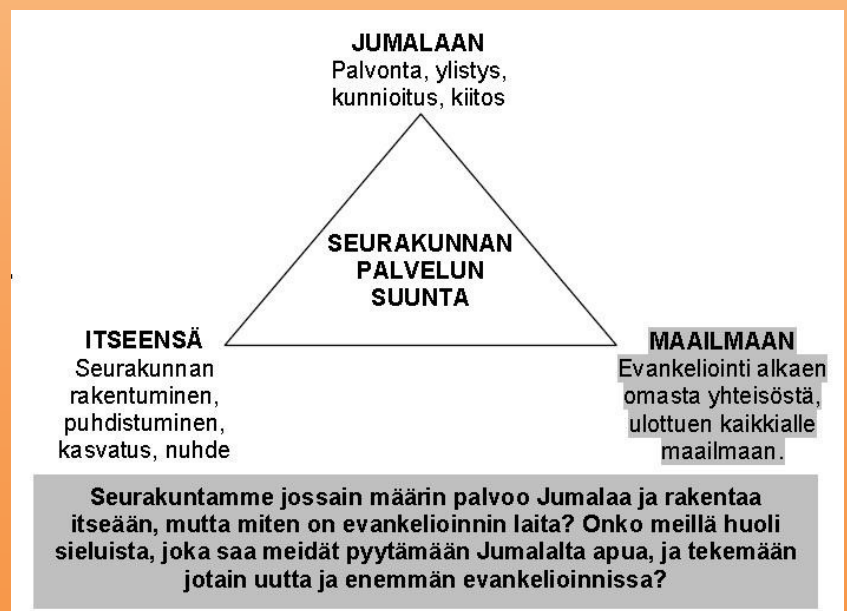 JUMALAAN
Palvonta, ylistys,
kunnioitus, kiitos
SEURAKUNNAN
PALVELUN
SUUNTA
ITSEENSÄ
Seurakunnan
rakentuminen,
puhdistuminen,
kasvatus, nuhde
MAAILMAAN
Evankeliointi alkaen
omasta yhteisöstä,
ulottuen kaikkialle
maailmaan.
Seurakuntamme jossain määrin palvoo Jumalaa ja rakentaa
itseään, mutta miten on evankelioinnin laita? Onko meillä huoli
sieluista, joka saa meidät pyytämään Jumalalta apua, ja tekemään
jotain uutta ja enemmän evankelioinnissa?